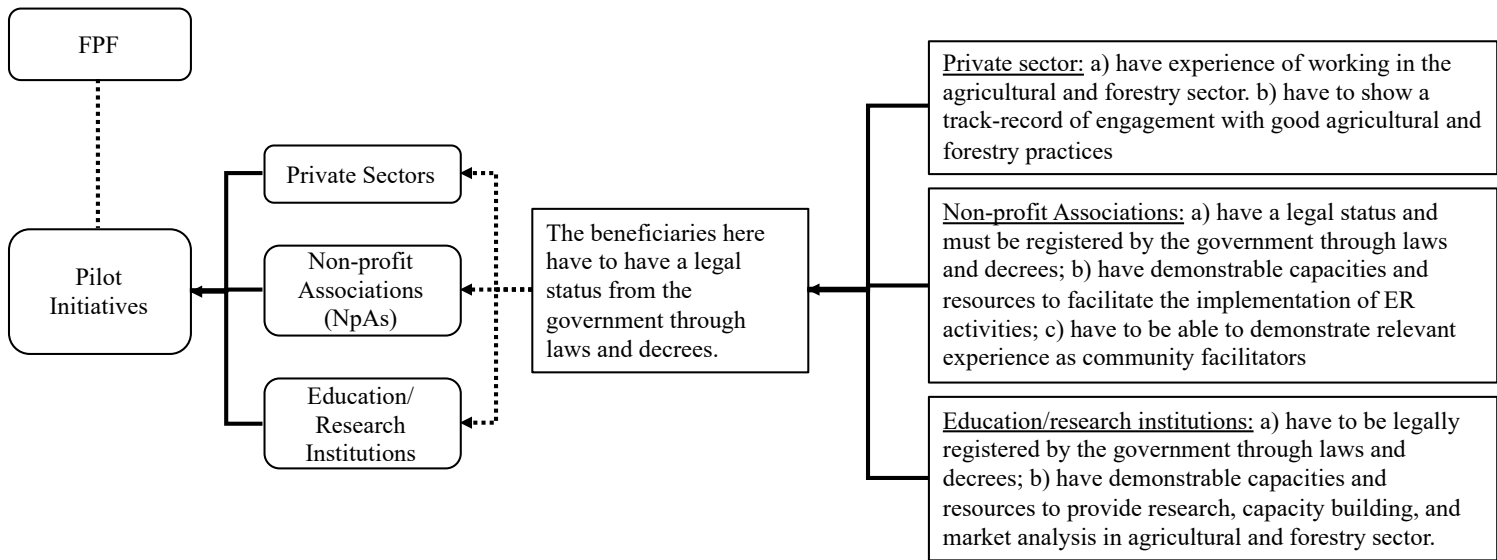 FPF
Pilot
Initiatives
Private Sectors
Non-profit
Associations
(NpAs)
Education/
Research
Institutions
The beneficiaries here
have to have a legal
status from the
government through
laws and decrees.
Private sector: a) have experience of working in the
agricultural and forestry sector. b) have to show a
track-record of engagement with good agricultural and
forestry practices
Non-profit Associations: a) have a legal status and
must be registered by the government through laws
and decrees; b) have demonstrable capacities and
resources to facilitate the implementation of ER
activities; c) have to be able to demonstrate relevant
experience as community facilitators
Education/research institutions: a) have to be legally
registered by the government through laws and
decrees; b) have demonstrable capacities and
resources to provide research, capacity building, and
market analysis in agricultural and forestry sector.